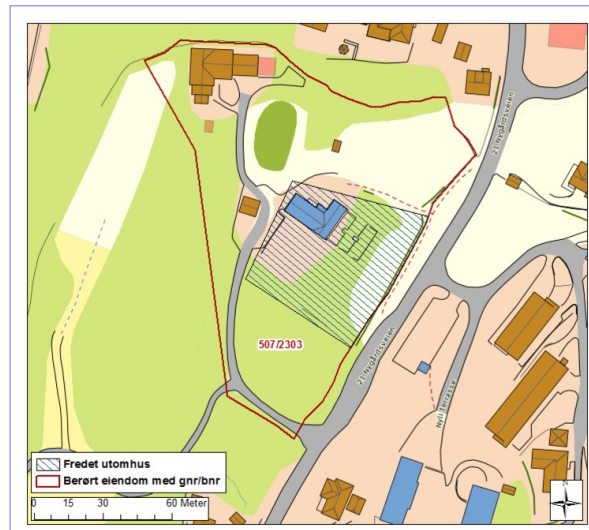 21 Nygårdsveien
507/2303
21 Nygårdsveien
Nyli terrasse
Fredet utomhus
Berørt eiendom med gnr/bnr
0 15 30 60 Meter
N